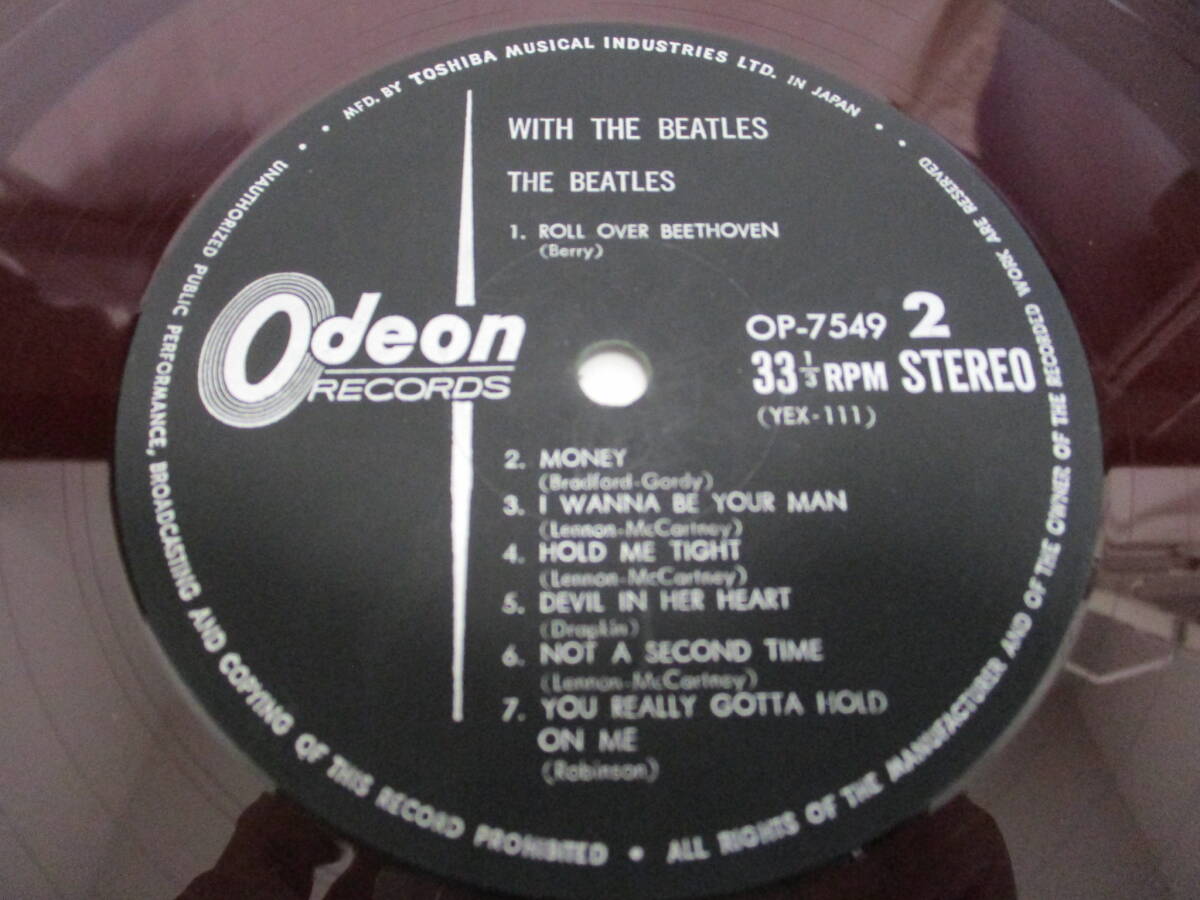 MFD. BY TOSHIBA MUSICAL INDUSTRIES LTD. IN JAPAN
WITH THE BEATLES
THE BEATLES
1. ROLL OVER BEETHOVEN
(Berry)
Odeon
RECORDS
OP-7549 2
33 1/3 RPM STEREO
(YEX-111)
2. MONEY
(Bradford-Gordy)
3. I WANNA BE YOUR MAN
(Lennon-McCartney)
4. HOLD ME TIGHT
(Lennon-McCartney)
5. DEVIL IN HER HEART
(Drapkin)
6. NOT A SECOND TIME
(Lennon-McCartney)
7. YOU REALLY GOTTA HOLD
ON ME
(Robinson)
UNAUTHORIZED PUBLIC PERFORMANCE, BROADCASTING AND COPYING OF THIS RECORD PROHIBITED • ALL RIGHTS OF THE MANUFACTURER AND OF THE OWNER OF THE RECORDED WORK ARE RESERVED